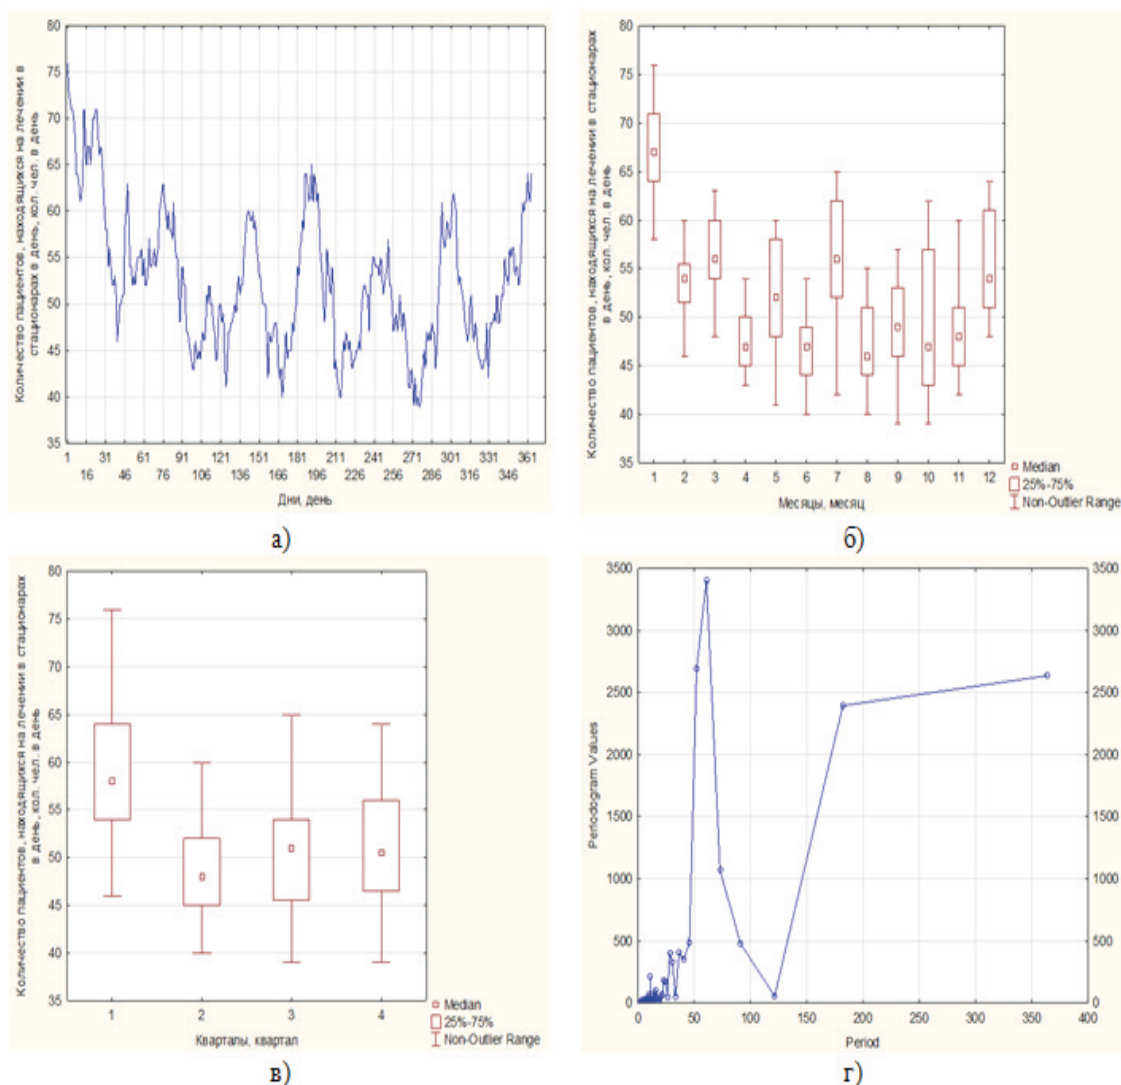 Количество пациентов, находящихся на лечении в
стационарах в день, кол. чел. в день
80
75
70
65
60
55
50
45
40
35
1 31 61 91 121 151 181 211 241 271 301 331 361
16 46 76 106 136 166 196 226 256 286 316 346
Дни, день
а)
Количество пациентов, находящихся на лечении в стационарах
в день, кол. чел. в день
80
75
70
65
60
55
50
45
40
35
1 2 3 4 5 6 7 8 9 10 11 12
Месяцы, месяц
Median
25%-75%
Non-Outlier Range
б)
Количество пациентов, находящихся на лечении в стационарах
в день, кол. чел. в день
80
75
70
65
60
55
50
45
40
35
1 2 3 4
Кварталы, квартал
Median
25%-75%
Non-Outlier Range
в)
Periodogram Values
3500 3500
3000 3000
2500 2500
2000 2000
1500 1500
1000 1000
500 500
0 0
0 50 100 150 200 250 300 350 400
Period
г)